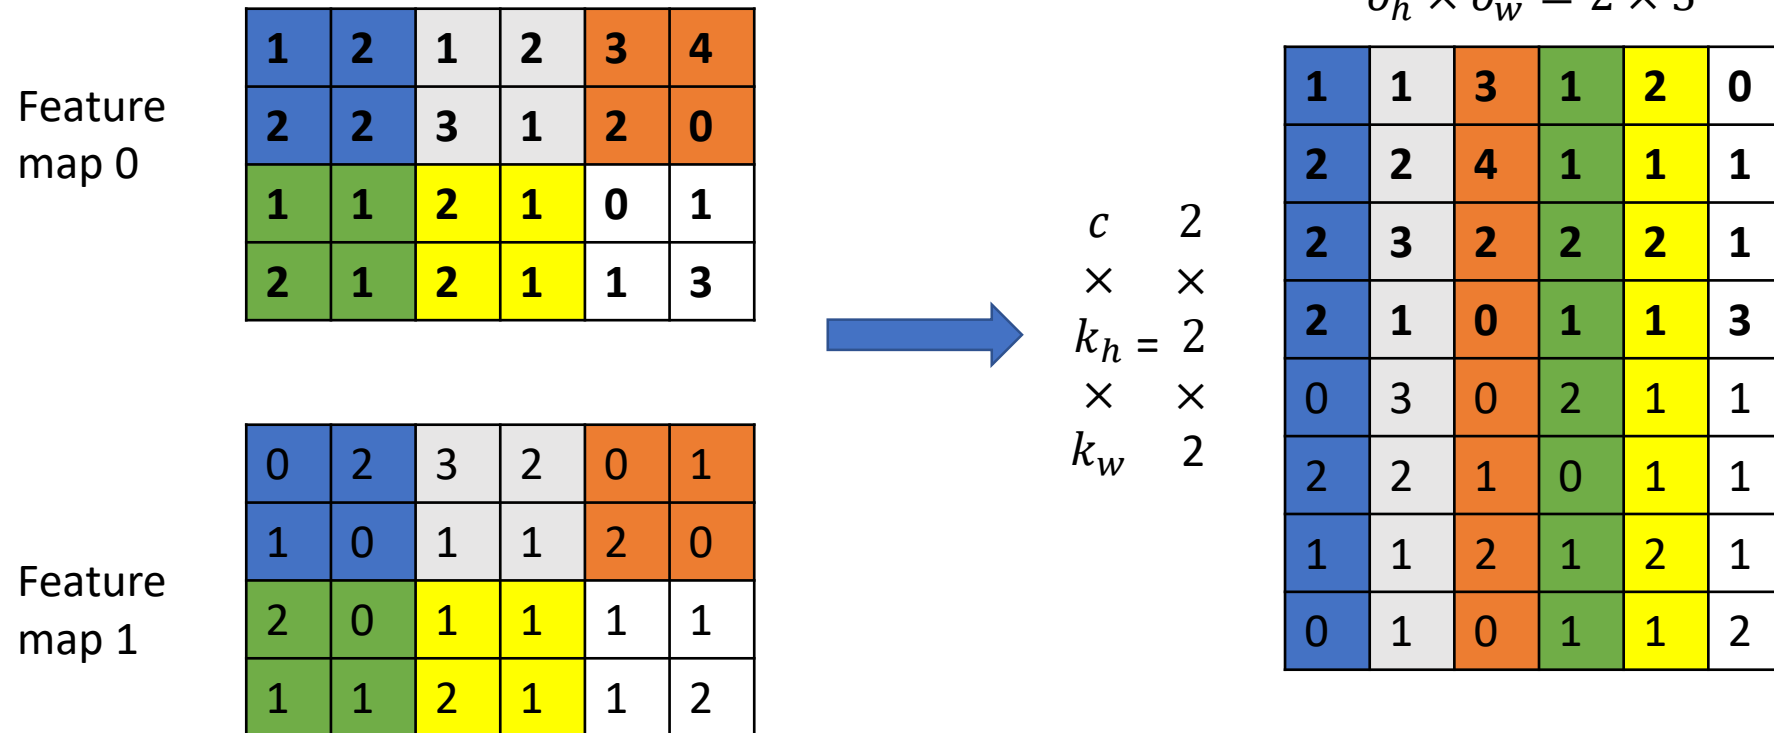 Feature
map 0
1 2 1 2 3 4
2 2 3 1 2 0
1 1 2 1 0 1
2 1 2 1 1 3
Feature
map 1
0 2 3 2 0 1
1 0 1 1 2 0
2 0 1 1 1 1
1 1 2 1 1 2
c 2
× ×
k_h = 2
× ×
k_w 2
o_h × o_w = 2 × 3
1 1 3 1 2 0
2 2 4 1 1 1
2 3 2 2 2 1
2 1 0 1 1 3
0 3 0 2 1 1
2 2 1 0 1 1
1 1 2 1 2 1
0 1 0 1 1 2